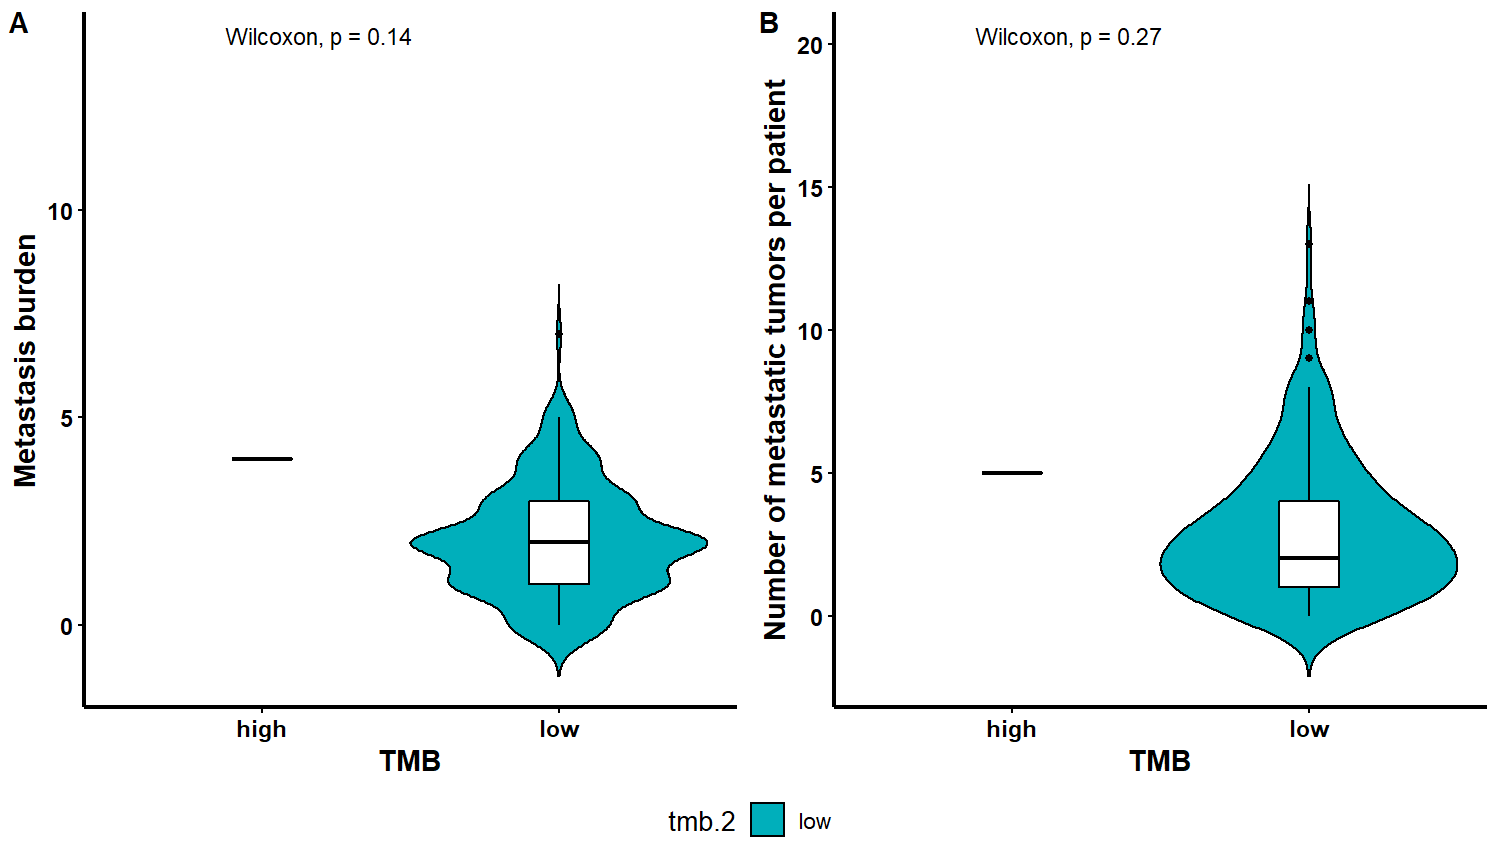 A
Wilcoxon, p = 0.14
Metastasis burden
10
5
0
high
low
TMB
B
Wilcoxon, p = 0.27
Number of metastatic tumors per patient
20
15
10
5
0
high
low
TMB
tmb.2
low